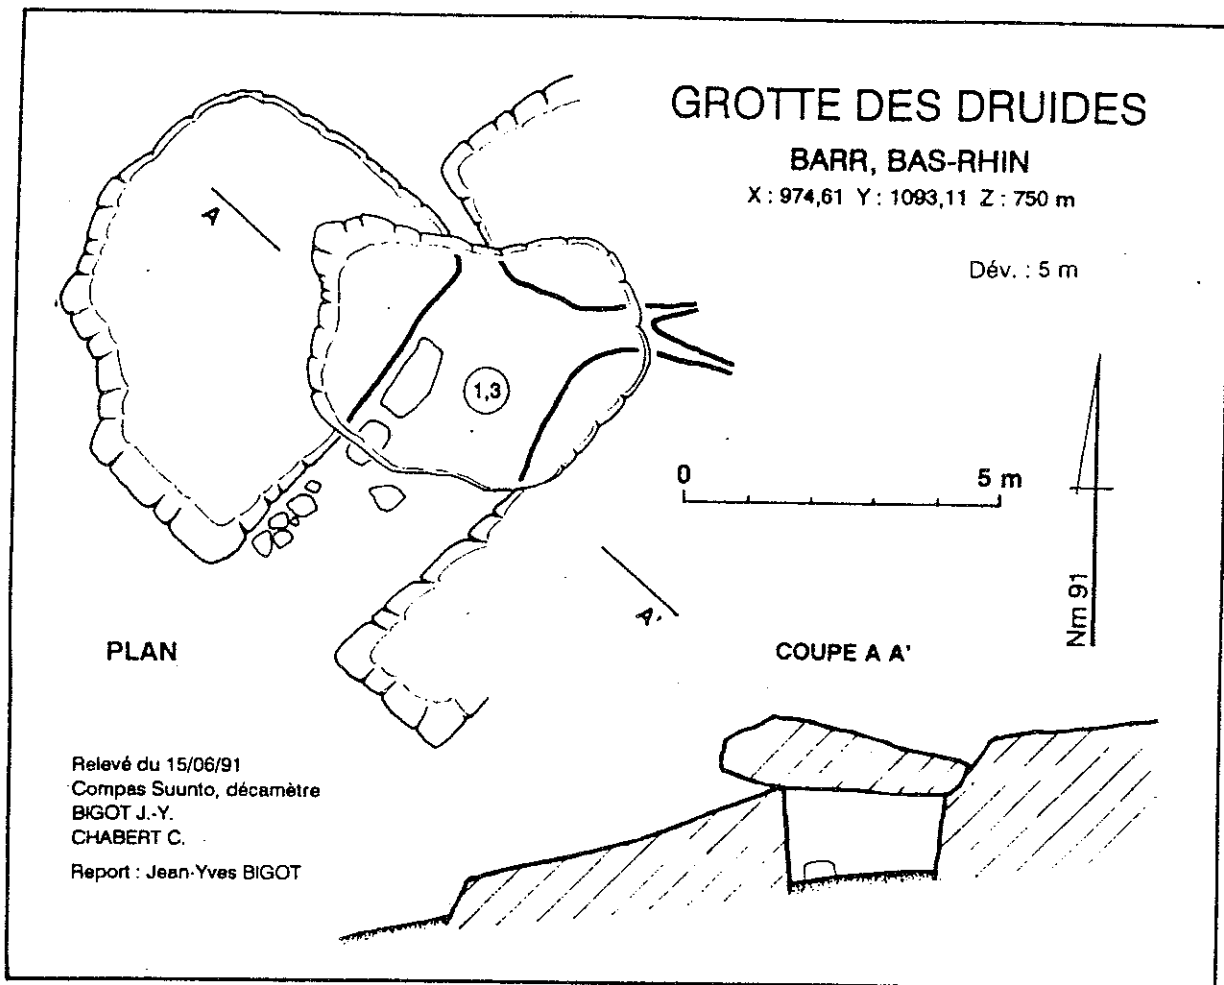 GROTTE DES DRUIDES
BARR, BAS-RHIN
X : 974,61 Y : 1093,11 Z : 750 m
Dév. : 5 m
A
1,3
0 5 m
A'
Nm 91
PLAN
COUPE A A'
Relevé du 15/06/91
Compas Suunto, décamètre
BIGOT J.-Y.
CHABERT C.
Report : Jean-Yves BIGOT